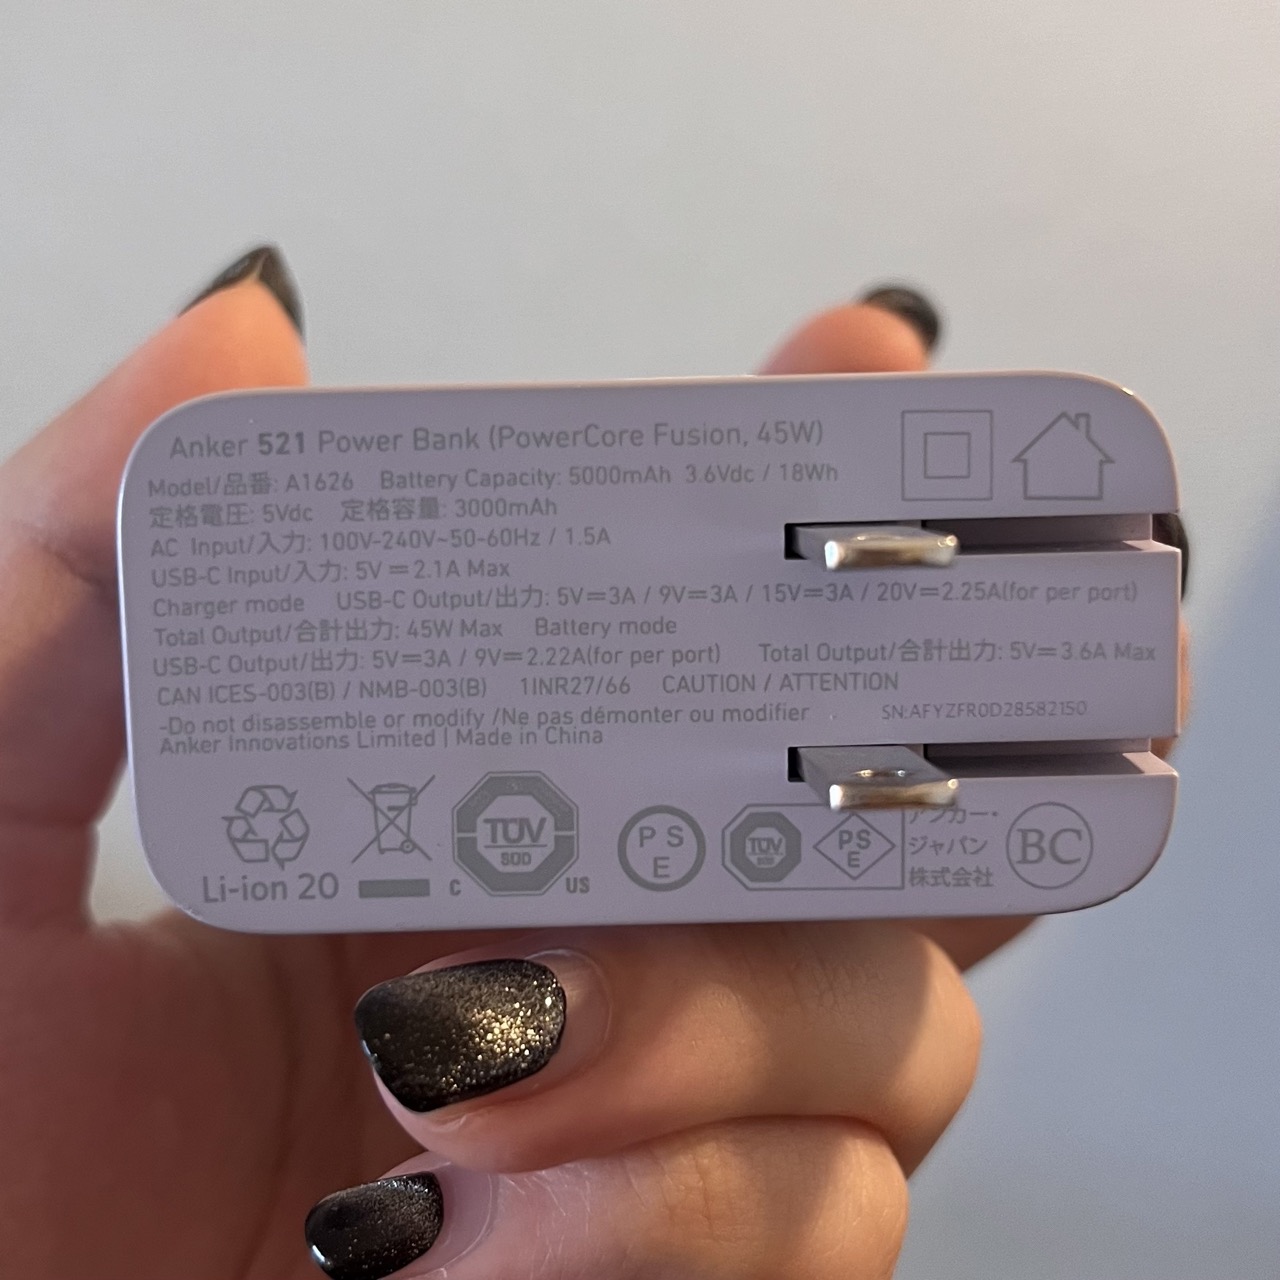 Anker 521 Power Bank (PowerCore Fusion, 45W)
Model/品番: A1626 Battery Capacity: 5000mAh 3.6Vdc / 18Wh
定格電圧: 5Vdc 定格容量: 3000mAh
AC Input/入力: 100V-240V~50-60Hz / 1.5A
USB-C Input/入力: 5V⎓2.1A Max
Charger mode USB-C Output/出力: 5V⎓3A / 9V⎓3A / 15V⎓3A / 20V⎓2.25A(for per port)
Total Output/合計出力: 45W Max Battery mode
USB-C Output/出力: 5V⎓3A / 9V⎓2.22A(for per port) Total Output/合計出力: 5V⎓3.6A Max
CAN ICES-003(B) / NMB-003(B) 1INR27/66 CAUTION / ATTENTION
-Do not disassemble or modify /Ne pas démonter ou modifier
SN:AFYZFR0D28582150
Anker Innovations Limited | Made in China
Li-ion 20
TÜV
SÜD
C US
PS
E
TÜV
SÜD
PS
E
アンカー・
ジャパン
株式会社
BC